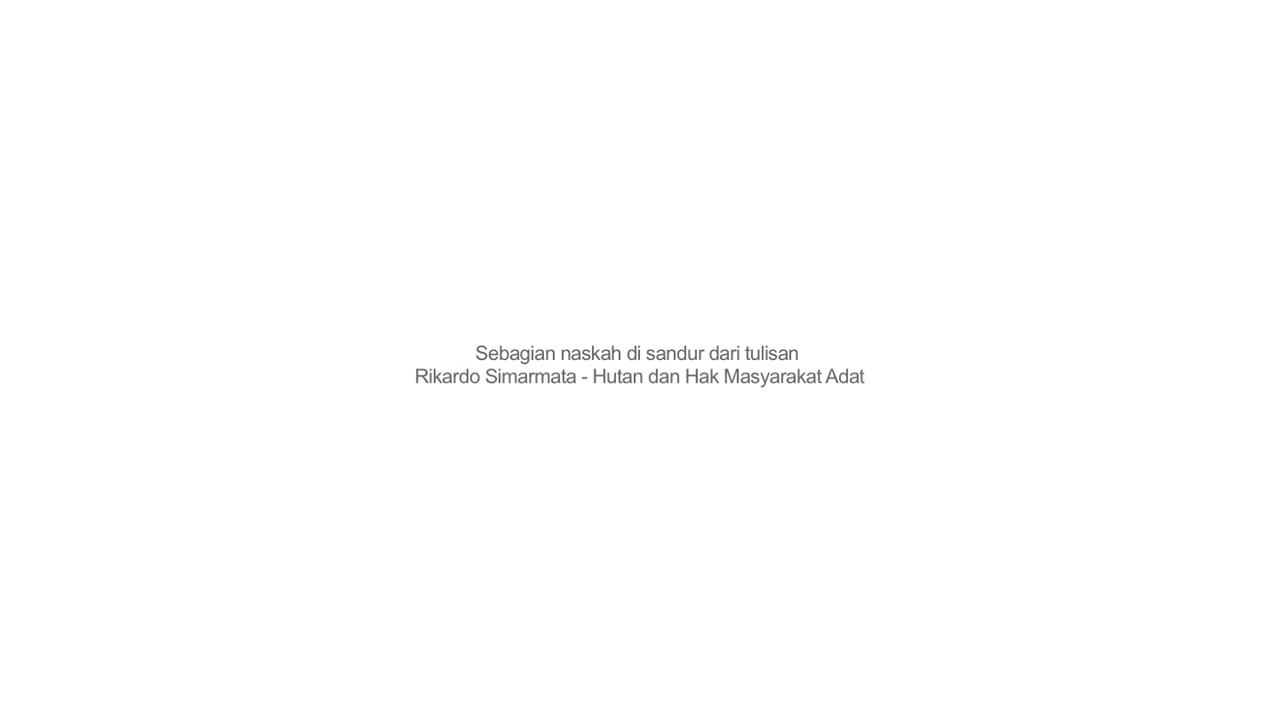 Sebagian naskah di sandur dari tulisan
Rikardo Simarmata - Hutan dan Hak Masyarakat Adat